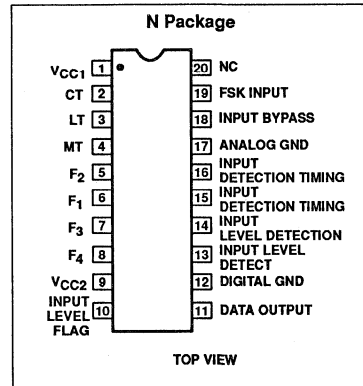 N Package
VCC1 1 20 NC
CT 2 19 FSK INPUT
LT 3 18 INPUT BYPASS
MT 4 17 ANALOG GND
F2 5 16 INPUT DETECTION TIMING
F1 6 15 INPUT DETECTION TIMING
F3 7 14 INPUT LEVEL DETECTION
F4 8 13 INPUT LEVEL DETECT
VCC2 9 12 DIGITAL GND
INPUT LEVEL FLAG 10 11 DATA OUTPUT
TOP VIEW